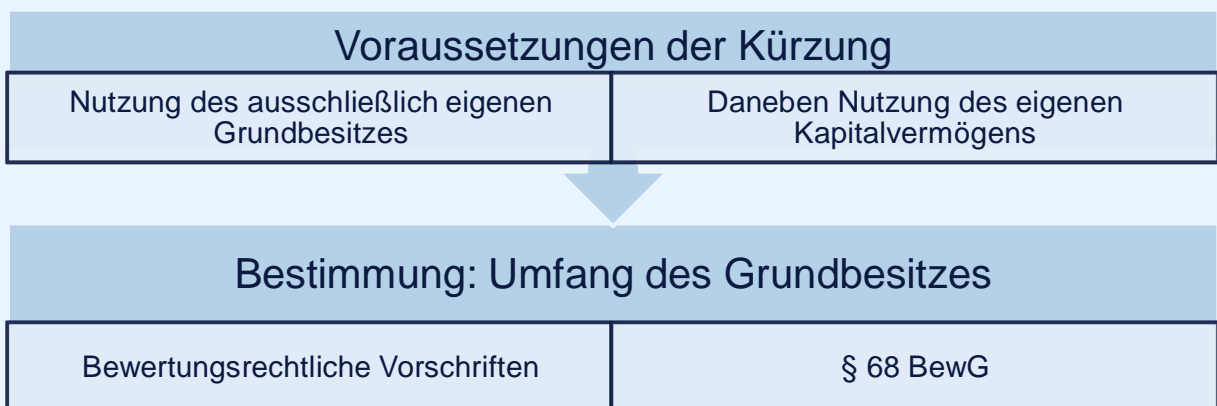 Voraussetzungen der Kürzung
Nutzung des ausschließlich eigenen
Grundbesitzes
Daneben Nutzung des eigenen
Kapitalvermögens
Bestimmung: Umfang des Grundbesitzes
Bewertungsrechtliche Vorschriften
§ 68 BewG